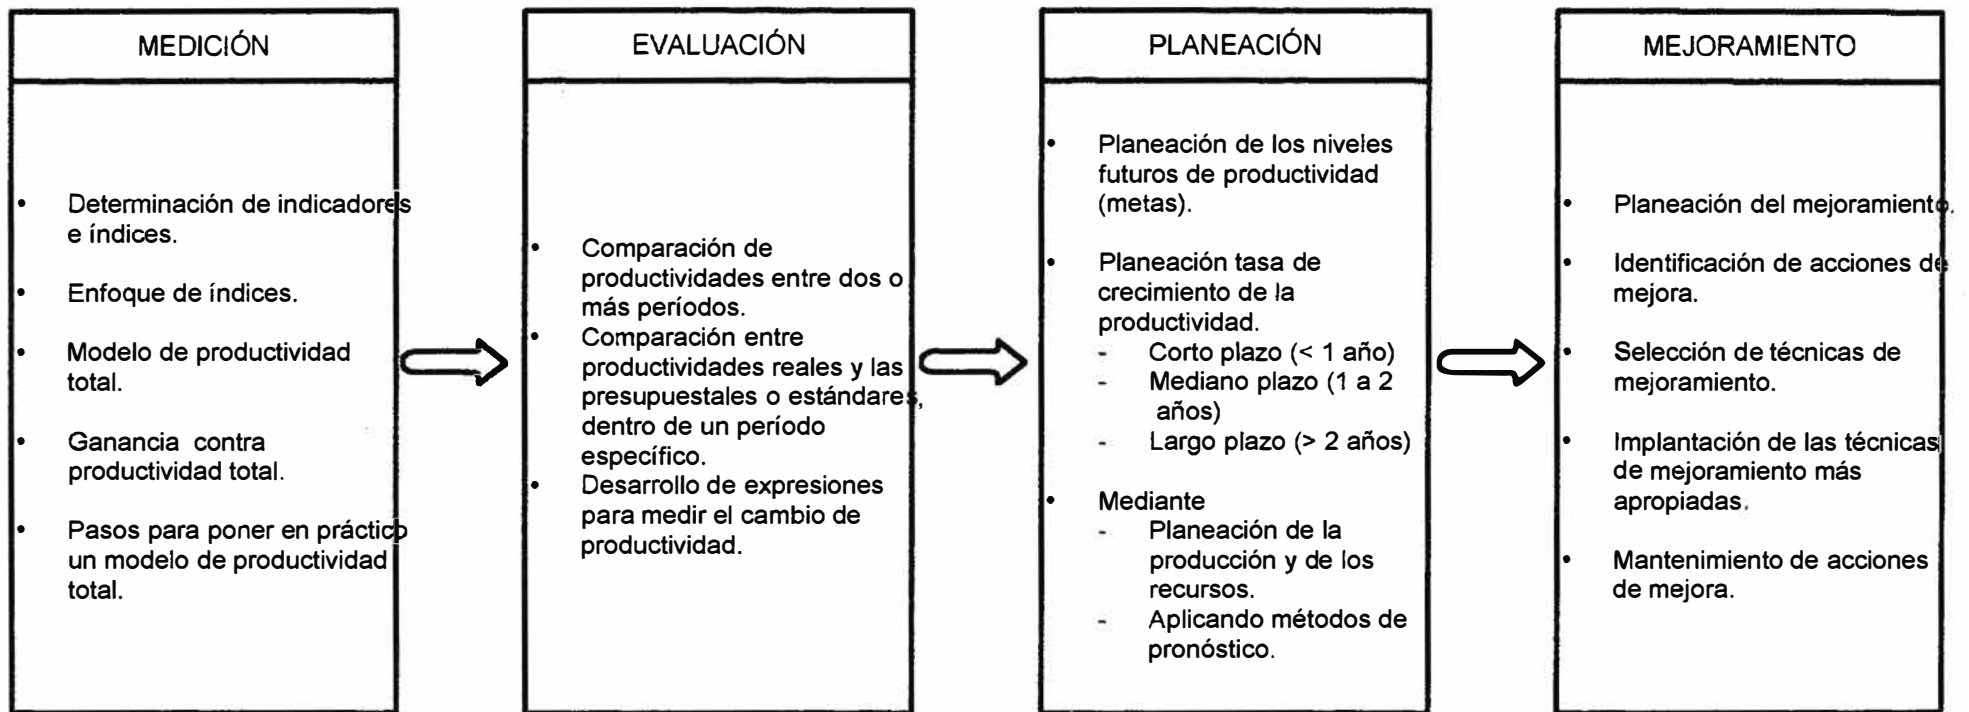 MEDICIÓN
• Determinación de indicadores
e índices.
• Enfoque de índices.
• Modelo de productividad
total.
• Ganancia contra
productividad total.
• Pasos para poner en práctico
un modelo de productividad
total.
EVALUACIÓN
• Comparación de
productividades entre dos o
más períodos.
• Comparación entre
productividades reales y las
presupuestales o estándares,
dentro de un período
específico.
• Desarrollo de expresiones
para medir el cambio de
productividad.
PLANEACIÓN
• Planeación de los niveles
futuros de productividad
(metas).
• Planeación tasa de
crecimiento de la
productividad.
- Corto plazo (< 1 año)
- Mediano plazo (1 a 2
años)
- Largo plazo (> 2 años)
• Mediante
- Planeación de la
producción y de los
recursos.
- Aplicando métodos de
pronóstico.
MEJORAMIENTO
• Planeación del mejoramiento.
• Identificación de acciones de
mejora.
• Selección de técnicas de
mejoramiento.
• Implantación de las técnicas
de mejoramiento más
apropiadas.
• Mantenimiento de acciones
de mejora.